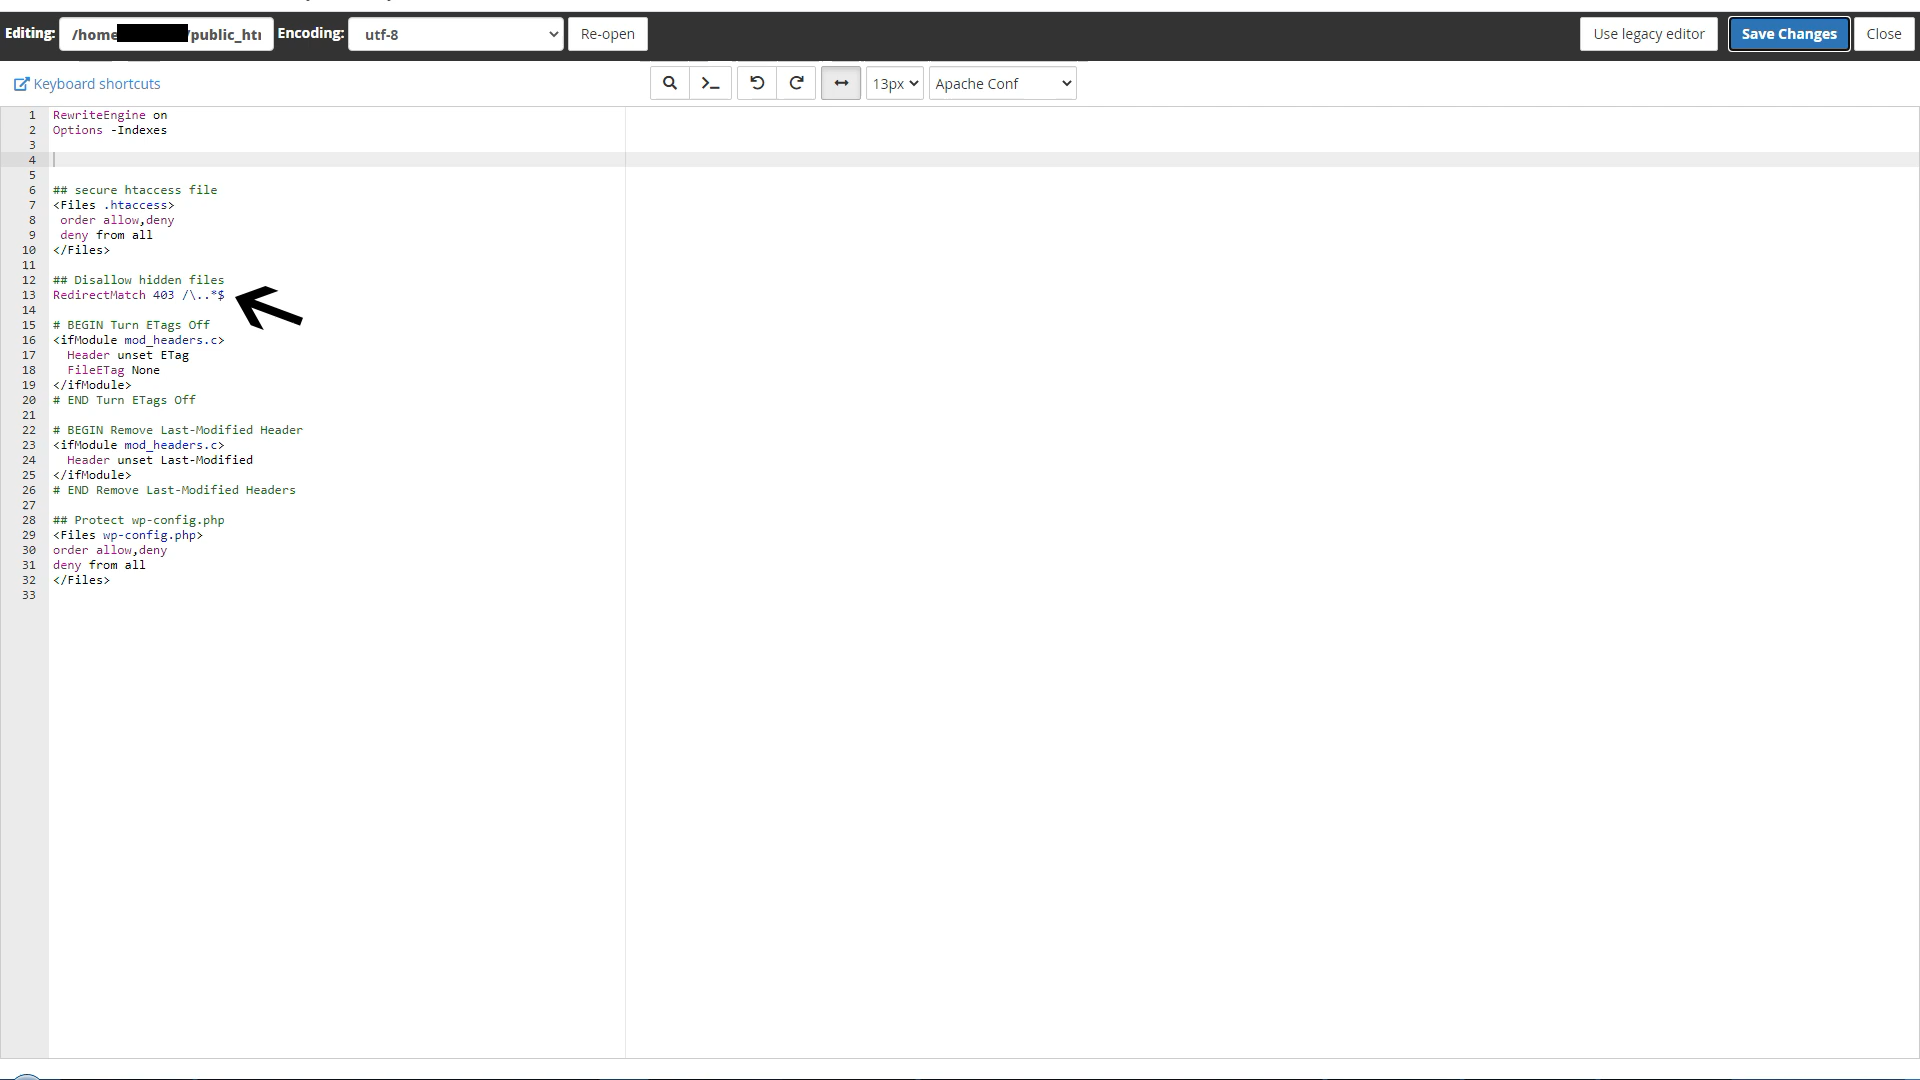 Editing: /home /public_htı Encoding: utf-8 Re-open Use legacy editor Save Changes Close
Keyboard shortcuts 13px Apache Conf
1 RewriteEngine on
2 Options -Indexes
3
4
5
6 ## secure htaccess file
7 <Files .htaccess>
8 order allow,deny
9 deny from all
10 </Files>
11
12 ## Disallow hidden files
13 RedirectMatch 403 /\..*$
14
15 # BEGIN Turn ETags Off
16 <ifModule mod_headers.c>
17 Header unset ETag
18 FileETag None
19 </ifModule>
20 # END Turn ETags Off
21
22 # BEGIN Remove Last-Modified Header
23 <ifModule mod_headers.c>
24 Header unset Last-Modified
25 </ifModule>
26 # END Remove Last-Modified Headers
27
28 ## Protect wp-config.php
29 <Files wp-config.php>
30 order allow,deny
31 deny from all
32 </Files>
33